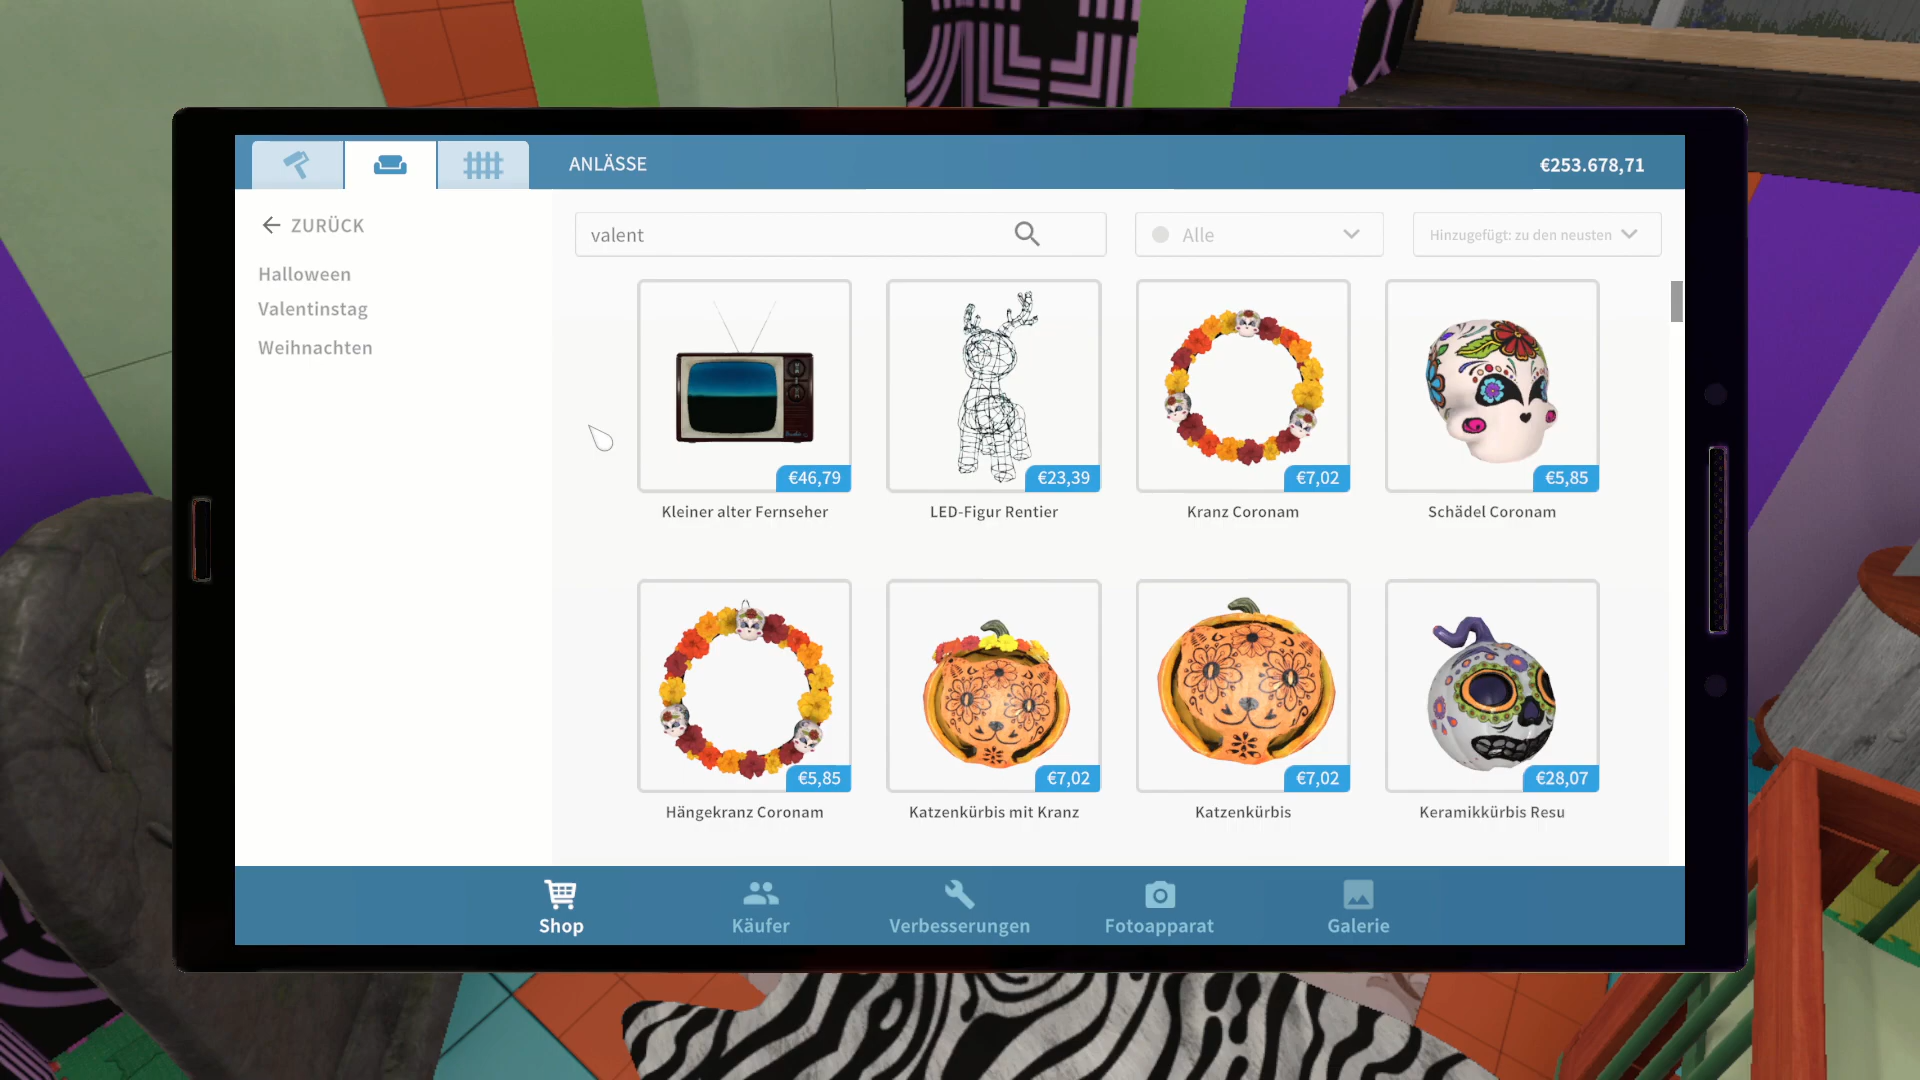 ANLÄSSE
€253.678,71
ZURÜCK
Halloween
Valentinstag
Weihnachten
valent
Alle
Hinzugefügt: zu den neusten
€46,79
€23,39
€7,02
€5,85
Kleiner alter Fernseher
LED-Figur Rentier
Kranz Coronam
Schädel Coronam
€5,85
€7,02
€7,02
€28,07
Hängekranz Coronam
Katzenkürbis mit Kranz
Katzenkürbis
Keramikkürbis Resu
Shop
Käufer
Verbesserungen
Fotoapparat
Galerie